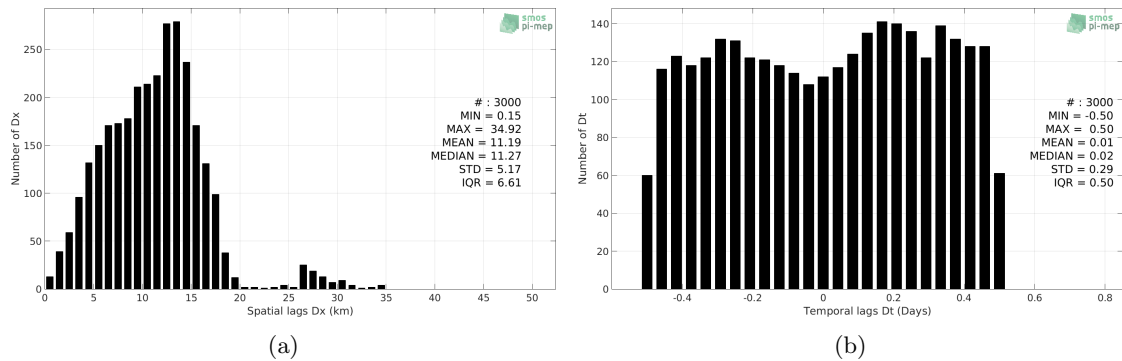 250
200
150
100
50
0
Number of Dx
0 5 10 15 20 25 30 35 40 45 50
Spatial lags Dx (km)
smos
pi-mep
# : 3000
MIN = 0.15
MAX = 34.92
MEAN = 11.19
MEDIAN = 11.27
STD = 5.17
IQR = 6.61
(a)
140
120
100
80
60
40
20
0
Number of Dt
-0.4 -0.2 0 0.2 0.4 0.6 0.8
Temporal lags Dt (Days)
smos
pi-mep
# : 3000
MIN = -0.50
MAX = 0.50
MEAN = 0.01
MEDIAN = 0.02
STD = 0.29
IQR = 0.50
(b)